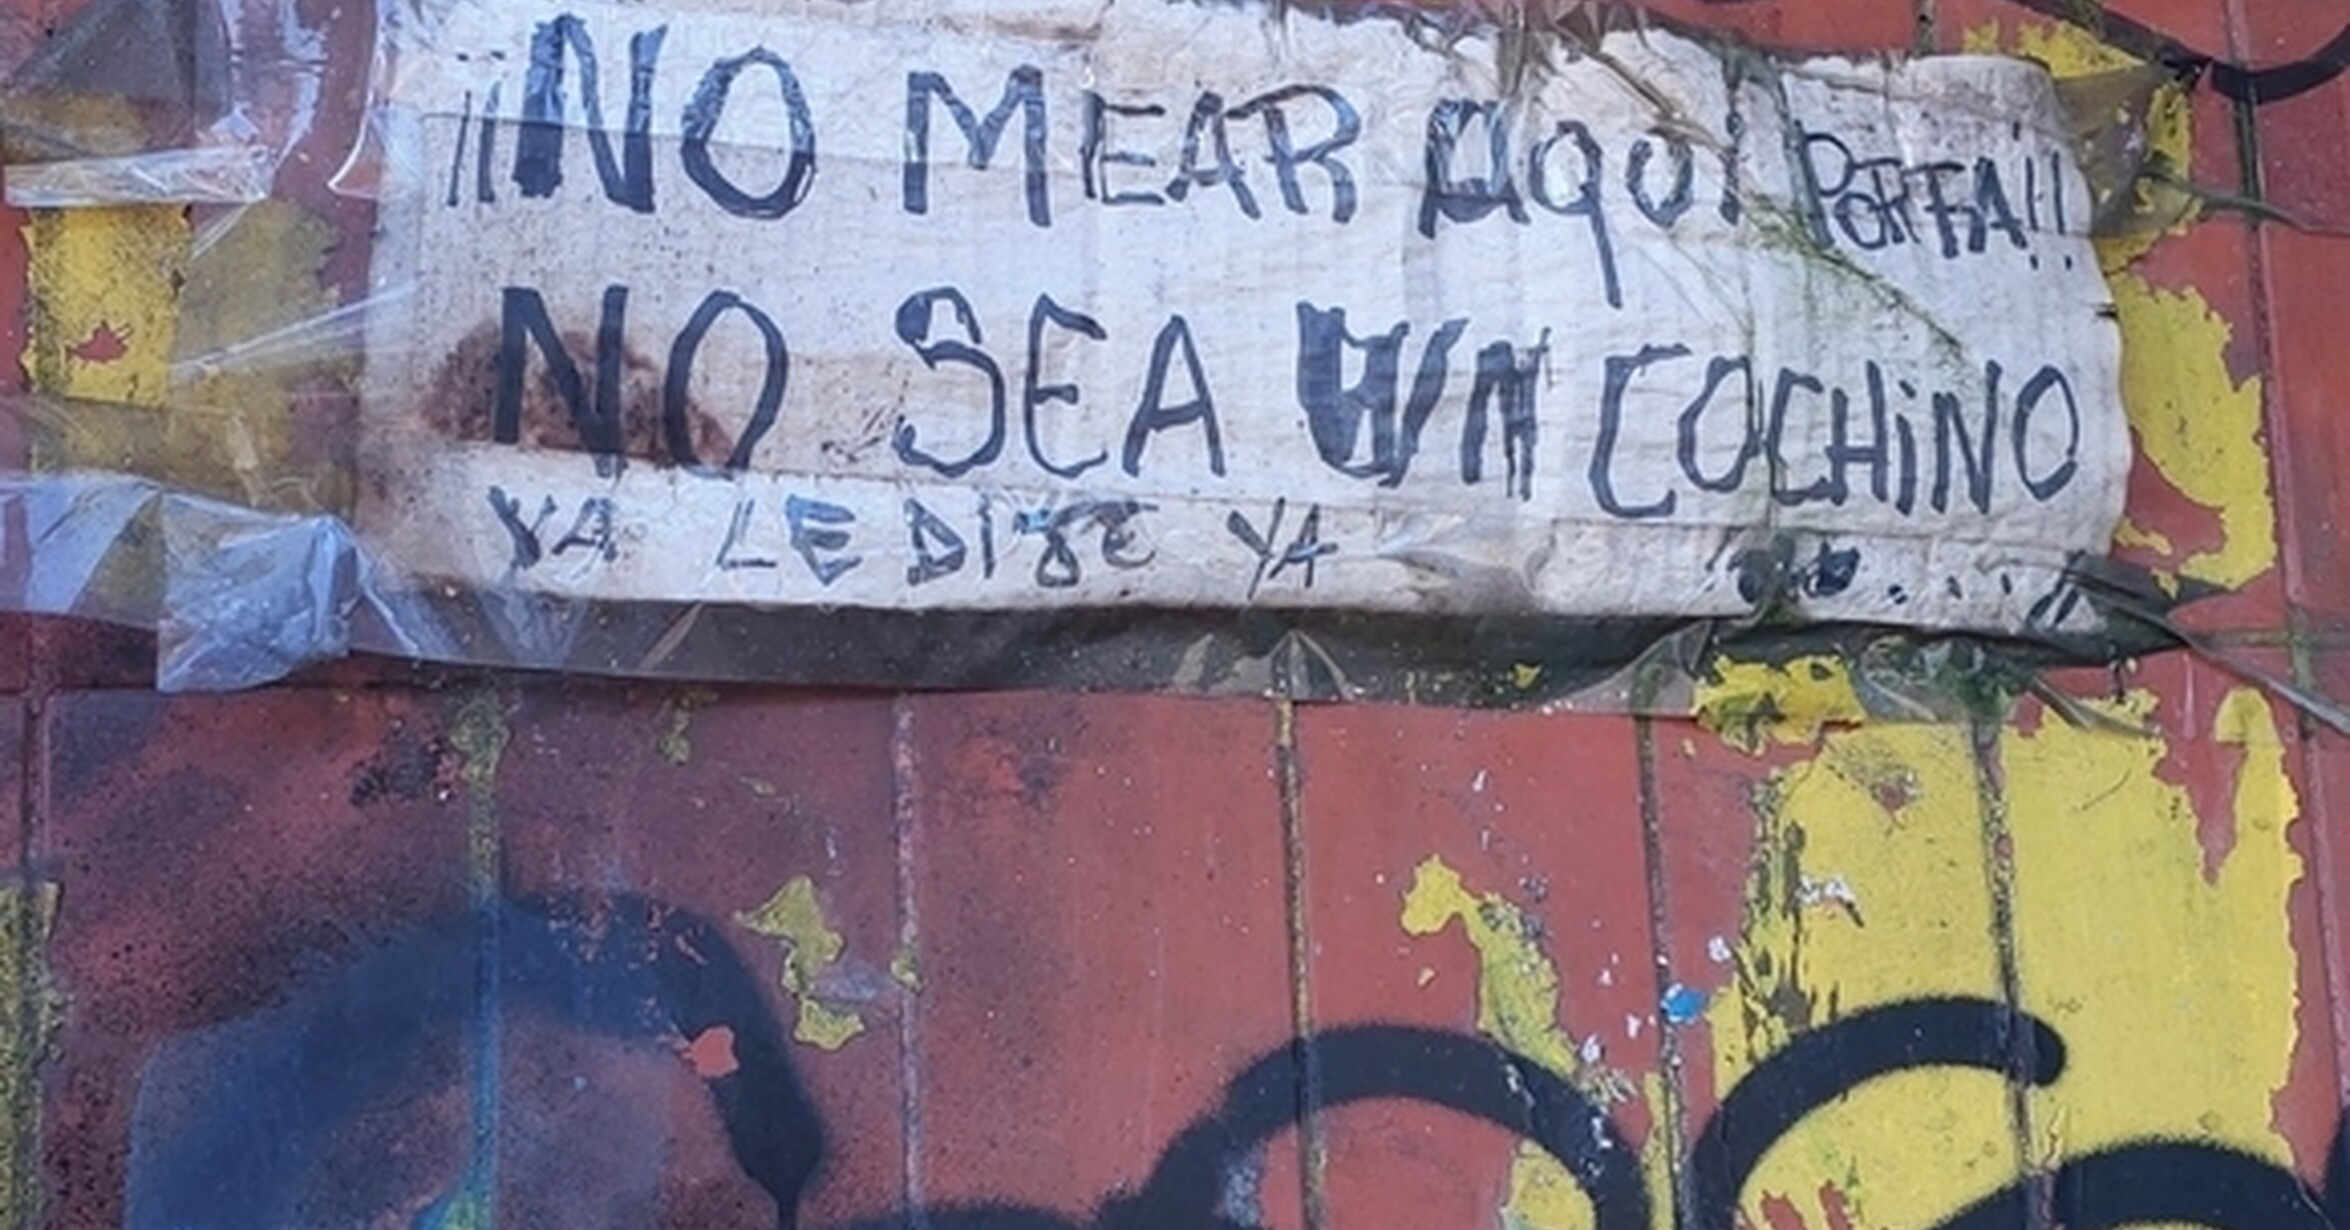 ¡¡NO MEAR AQUI PORFA!!
NO SEA UN COCHINO
YA LE DIJE YA